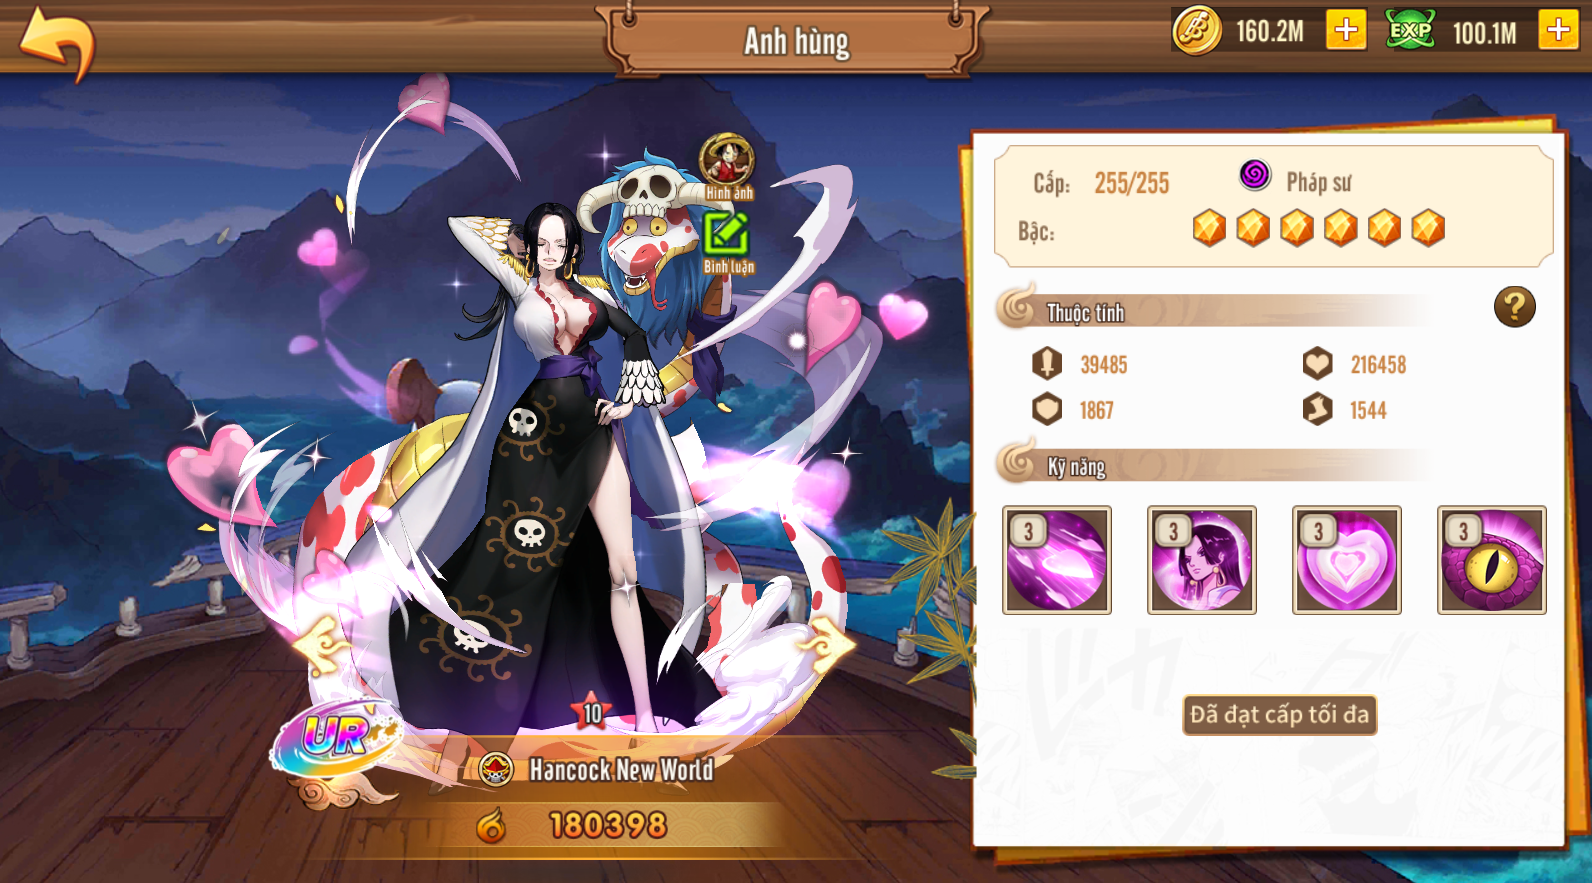 Anh hùng
160.2M
EXP
100.1M
Hình ảnh
Bình luận
Cấp: 255/255
Pháp sư
Bậc:
Thuộc tính
?
39485
216458
1867
1544
Kỹ năng
3
3
3
3
Đã đạt cấp tối đa
10
UR
Hancock New World
180398